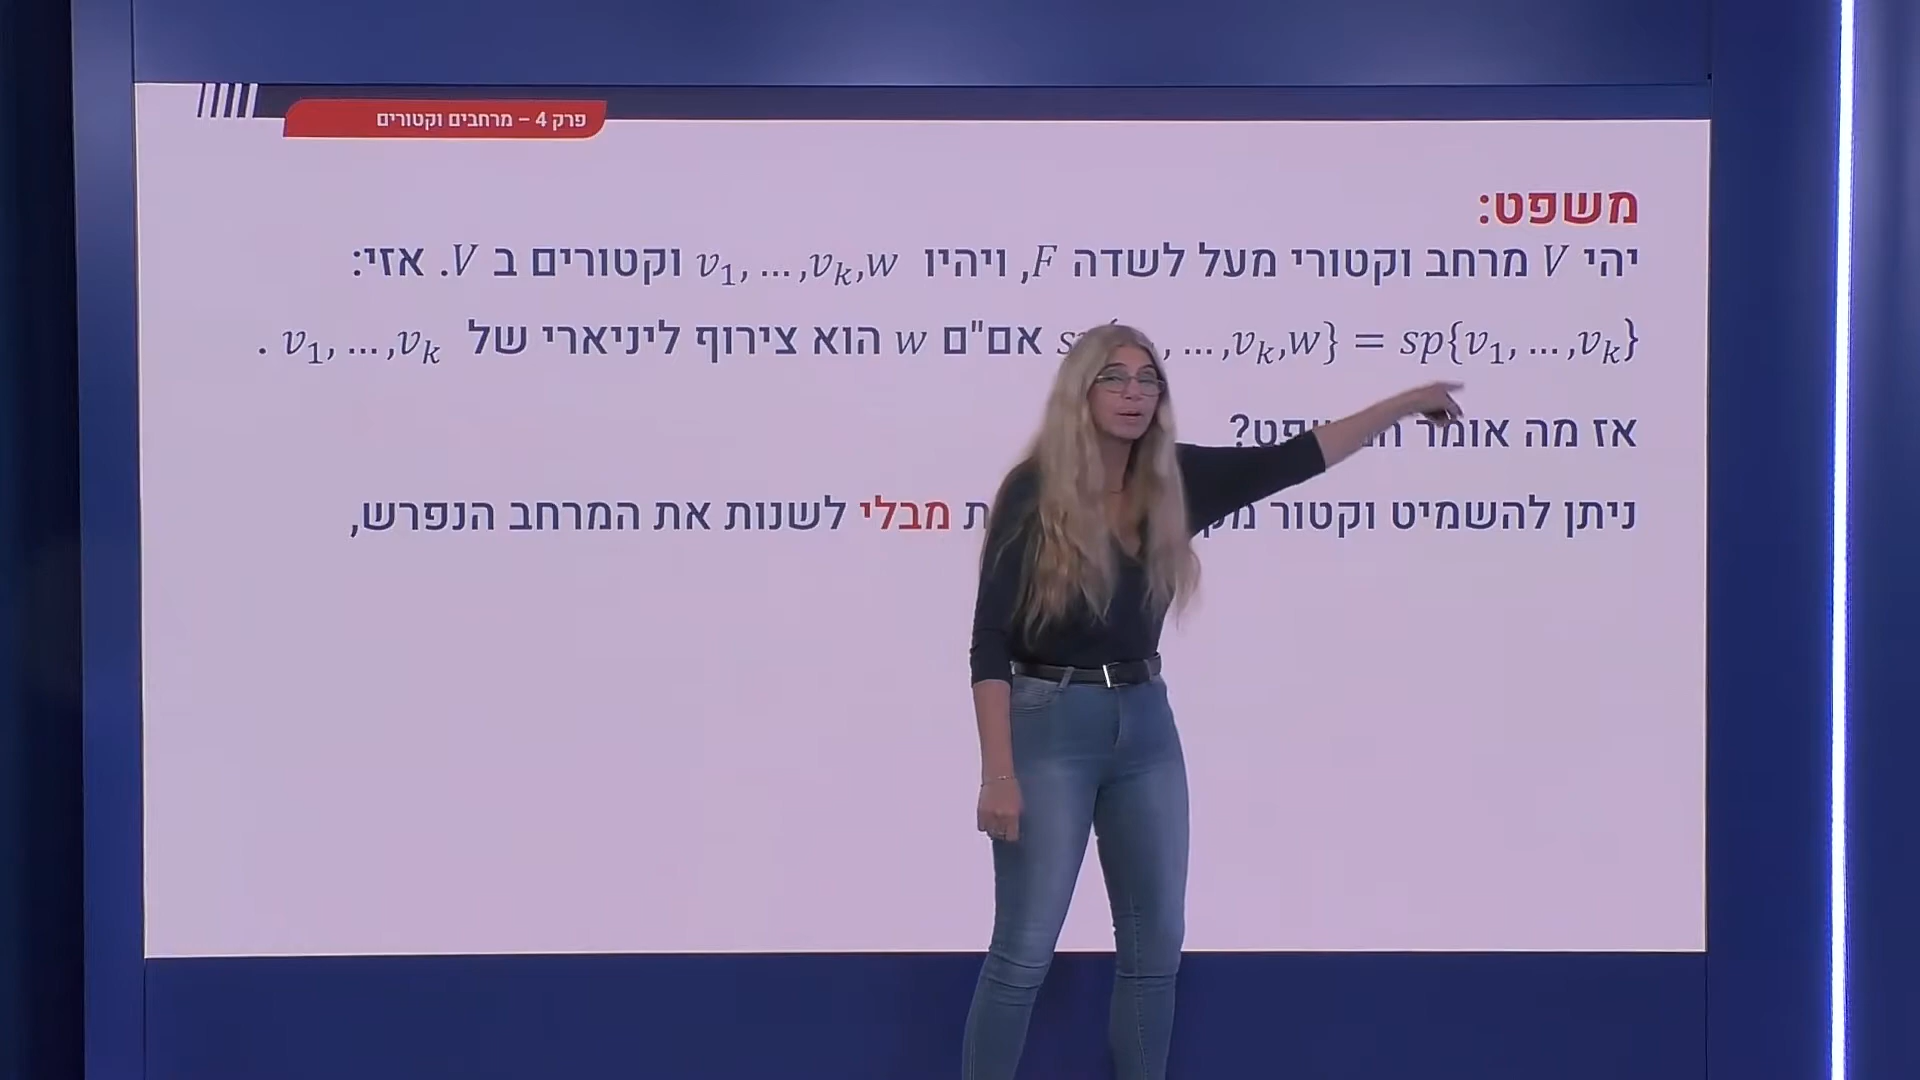 פרק 4 – מרחבים וקטורים
משפט:
יהי V מרחב וקטורי מעל לשדה F, ויהיו v₁, … ,vₖ,w וקטורים ב V. אזי:
, … ,vₖ,w} = sp{v₁, … ,vₖ} אם"ם w הוא צירוף ליניארי של v₁, … ,vₖ .
אז מה אומר
ניתן להשמיט וקטור מבלי לשנות את המרחב הנפרש,